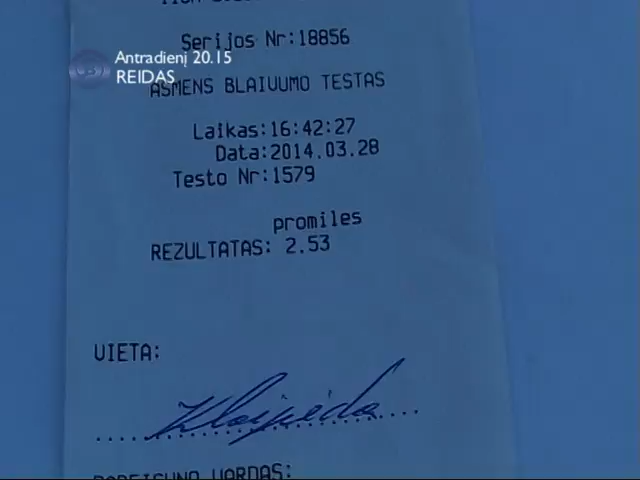 Serijos Nr:18856
Antradienį 20.15
REIDAS
ASMENS BLAIVUMO TESTAS
Laikas:16:42:27
Data:2014.03.28
Testo Nr:1579
promiles
REZULTATAS: 2.53
VIETA:
Klaipėda
VARDAS: